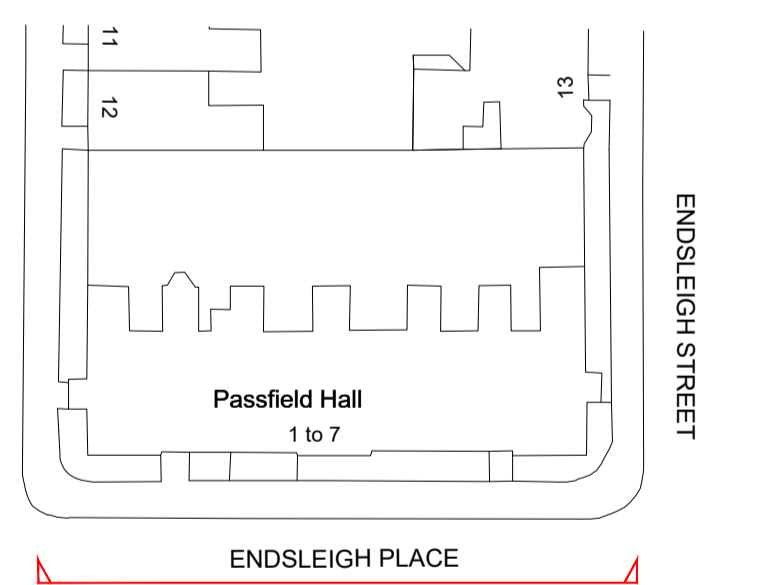 11
12
13
ENDSLEIGH STREET
Passfield Hall
1 to 7
ENDSLEIGH PLACE